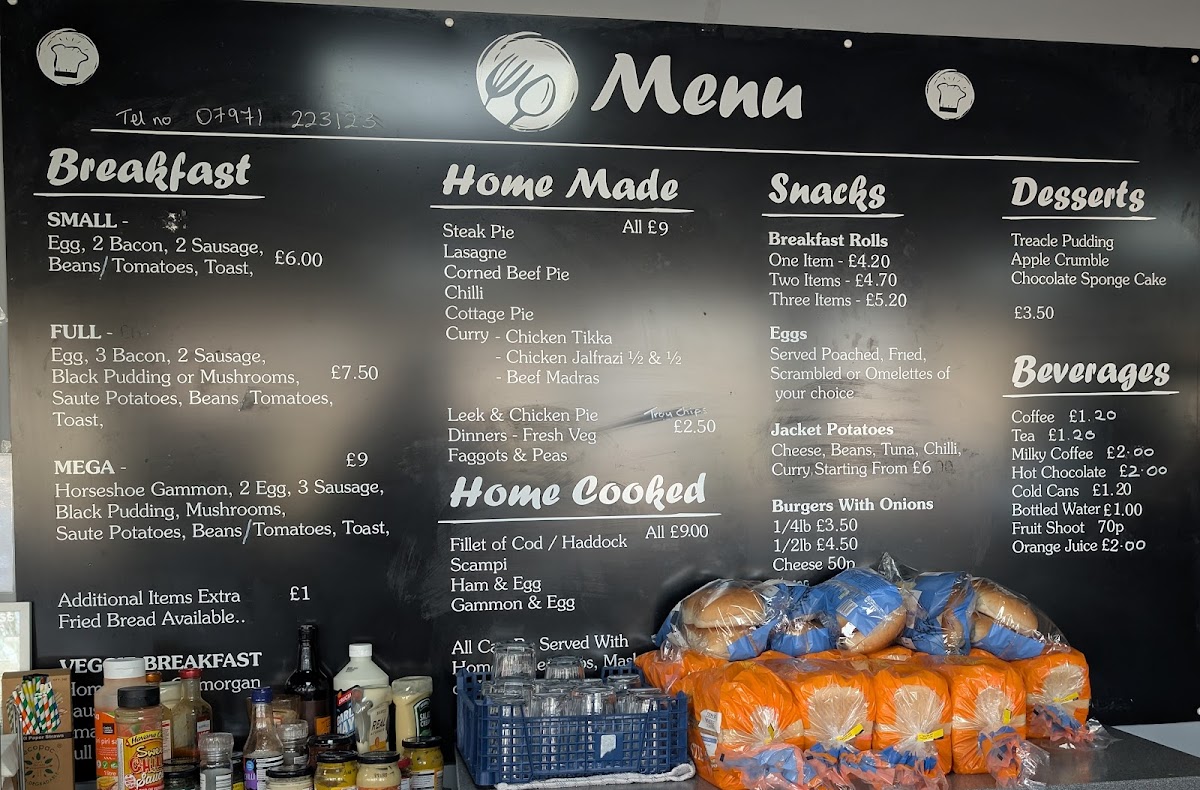 Menu
Tel no 07971 223123
Breakfast
SMALL -
Egg, 2 Bacon, 2 Sausage,
Beans/Tomatoes, Toast,
£6.00
FULL -
Egg, 3 Bacon, 2 Sausage,
Black Pudding or Mushrooms,
Saute Potatoes, Beans Tomatoes,
Toast,
£7.50
MEGA - £9
Horseshoe Gammon, 2 Egg, 3 Sausage,
Black Pudding, Mushrooms,
Saute Potatoes, Beans/Tomatoes, Toast,
Additional Items Extra £1
Fried Bread Available..
BREAKFAST
Home Made
Steak Pie All £9
Lasagne
Corned Beef Pie
Chilli
Cottage Pie
Curry - Chicken Tikka
- Chicken Jalfrazi ½ & ½
- Beef Madras
Leek & Chicken Pie
Dinners - Fresh Veg
Faggots & Peas
chips
£2.50
Home Cooked
All £9.00
Fillet of Cod / Haddock
Scampi
Ham & Egg
Gammon & Egg
All Served With
Snacks
Breakfast Rolls
One Item - £4.20
Two Items - £4.70
Three Items - £5.20
Eggs
Served Poached, Fried,
Scrambled or Omelettes of
your choice
Jacket Potatoes
Cheese, Beans, Tuna, Chilli,
Curry Starting From £6
Burgers With Onions
1/4lb £3.50
1/2lb £4.50
Cheese 50p
Desserts
Treacle Pudding
Apple Crumble
Chocolate Sponge Cake
£3.50
Beverages
Coffee £1.20
Tea £1.20
Milky Coffee £2.00
Hot Chocolate £2.00
Cold Cans £1.20
Bottled Water £1.00
Fruit Shoot 70p
Orange Juice £2.00
Paper Straws
REAL